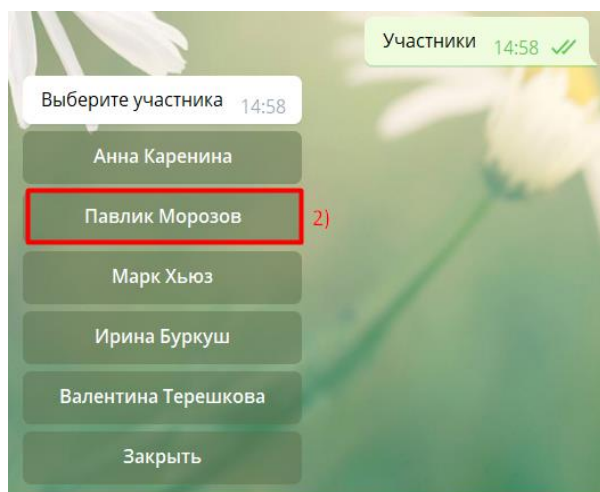 Участники 14:58
Выберите участника 14:58
Анна Каренина
Павлик Морозов 2)
Марк Хьюз
Ирина Буркуш
Валентина Терешкова
Закрыть